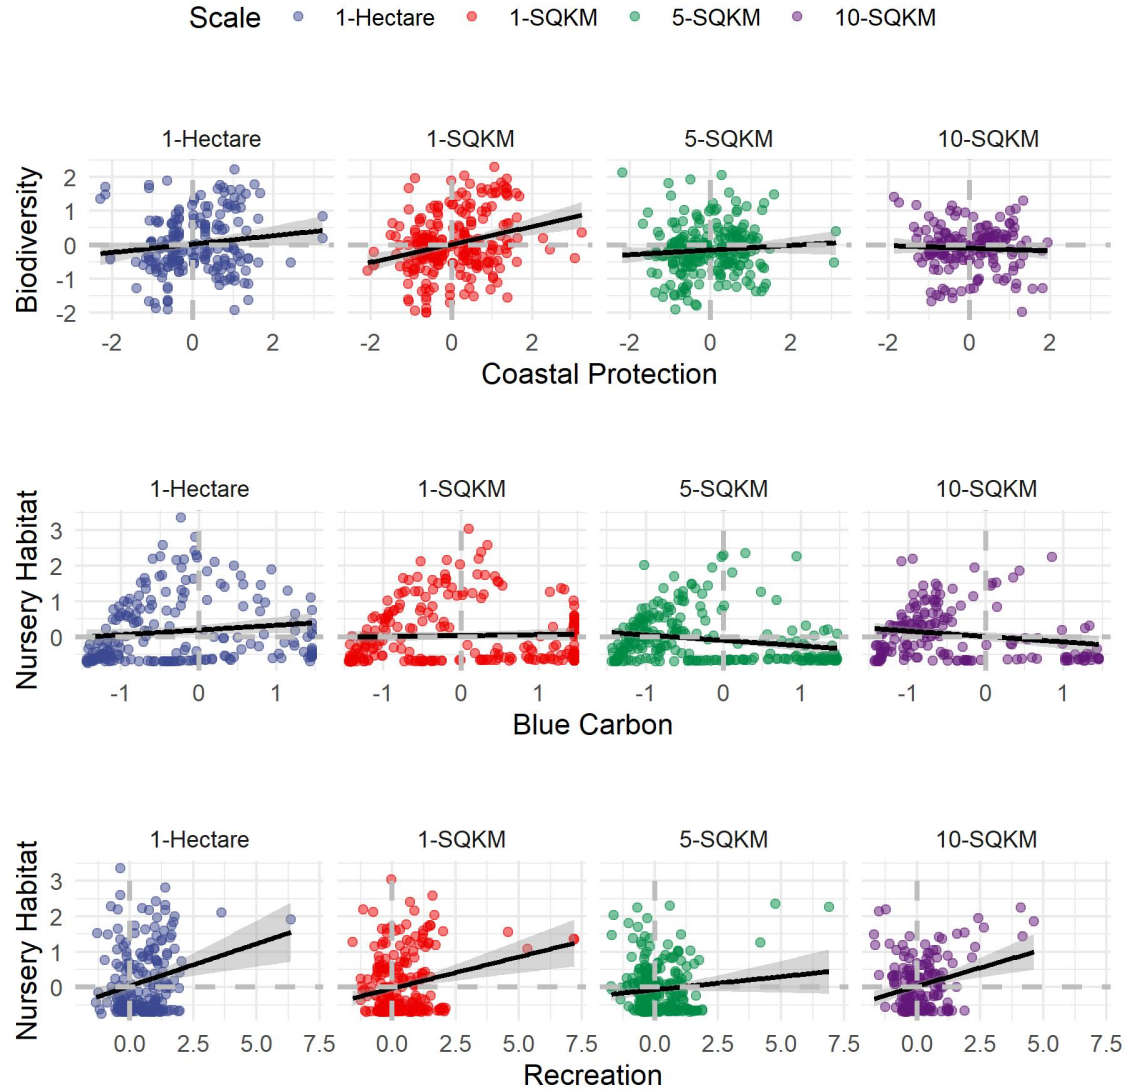 Scale 1-Hectare 1-SQKM 5-SQKM 10-SQKM
1-Hectare 1-SQKM 5-SQKM 10-SQKM
Biodiversity
2
1
0
-1
-2
-2 0 2 -2 0 2 -2 0 2 -2 0 2
Coastal Protection
1-Hectare 1-SQKM 5-SQKM 10-SQKM
Nursery Habitat
3
2
1
0
-1 0 1 -1 0 1 -1 0 1 -1 0 1
Blue Carbon
1-Hectare 1-SQKM 5-SQKM 10-SQKM
Nursery Habitat
3
2
1
0
0.0 2.5 5.0 7.5 0.0 2.5 5.0 7.5 0.0 2.5 5.0 7.5 0.0 2.5 5.0 7.5
Recreation